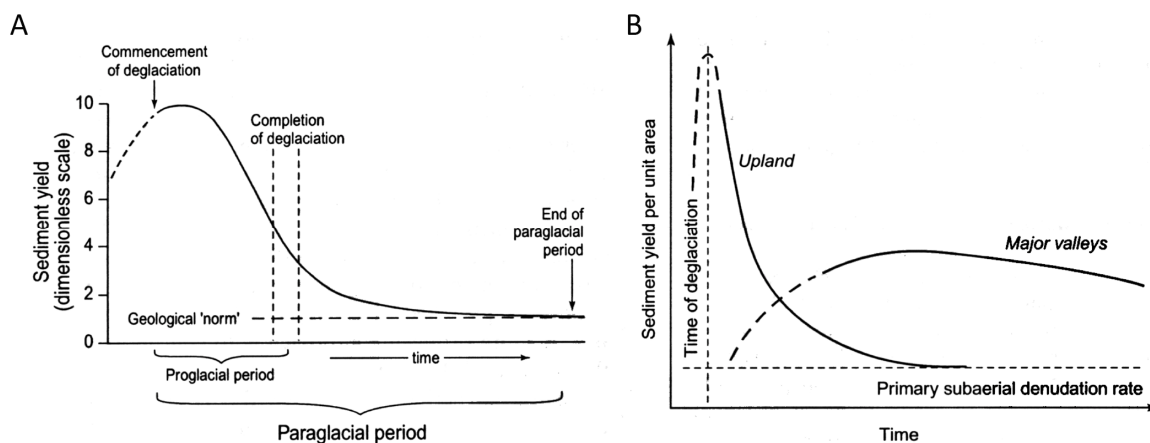 A
Commencement
of deglaciation
Completion
of deglaciation
End of
paraglacial
period
Sediment yield
(dimensionless scale)
10
8
6
4
2
0
Geological 'norm'
time
Proglacial period
Paraglacial period
B
Sediment yield per unit area
Time of deglaciation
Upland
Major valleys
Primary subaerial denudation rate
Time